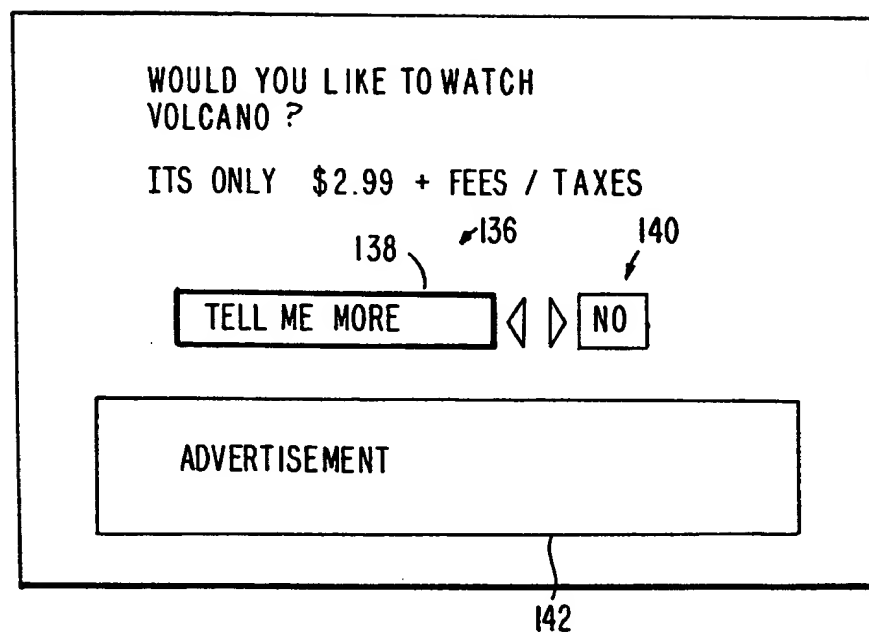 WOULD YOU LIKE TO WATCH
VOLCANO ?
ITS ONLY $2.99 + FEES / TAXES
138 136 140
TELL ME MORE NO
ADVERTISEMENT
142